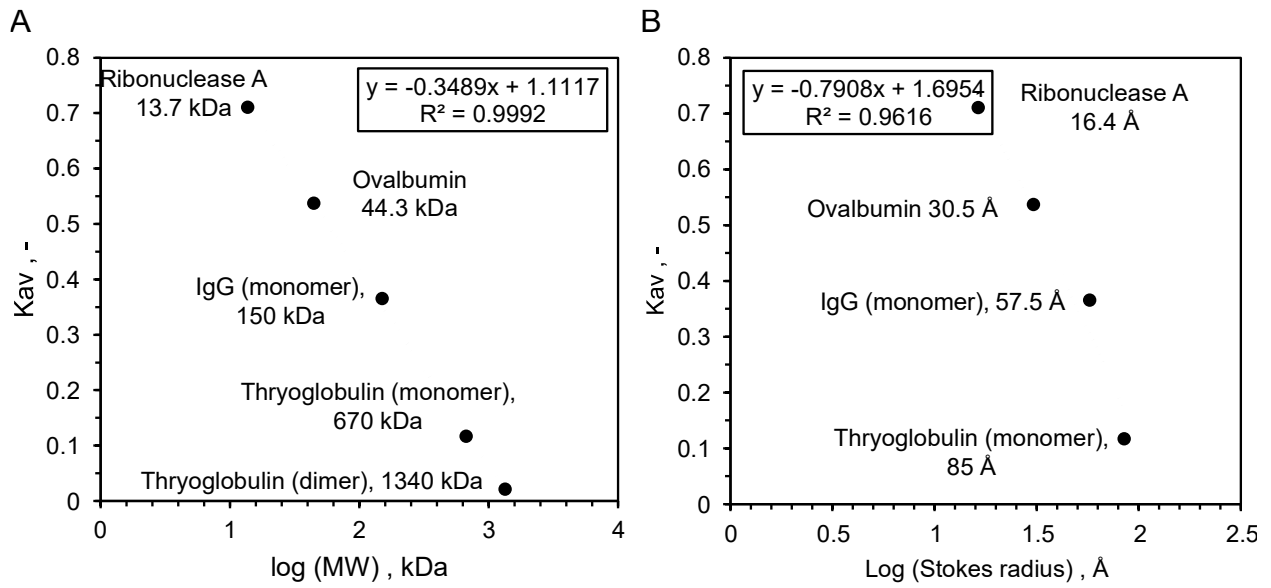 A
0.8
0.7
0.6
0.5
0.4
0.3
0.2
0.1
0
Kav , -
Ribonuclease A
13.7 kDa
y = -0.3489x + 1.1117
R² = 0.9992
Ovalbumin
44.3 kDa
IgG (monomer),
150 kDa
Thryoglobulin (monomer),
670 kDa
Thryoglobulin (dimer), 1340 kDa
0 1 2 3 4
log (MW) , kDa
B
0.8
0.7
0.6
0.5
0.4
0.3
0.2
0.1
0
Kav , -
y = -0.7908x + 1.6954
R² = 0.9616
Ribonuclease A
16.4 Å
Ovalbumin 30.5 Å
IgG (monomer), 57.5 Å
Thryoglobulin (monomer),
85 Å
0 0.5 1 1.5 2 2.5
Log (Stokes radius) , Å